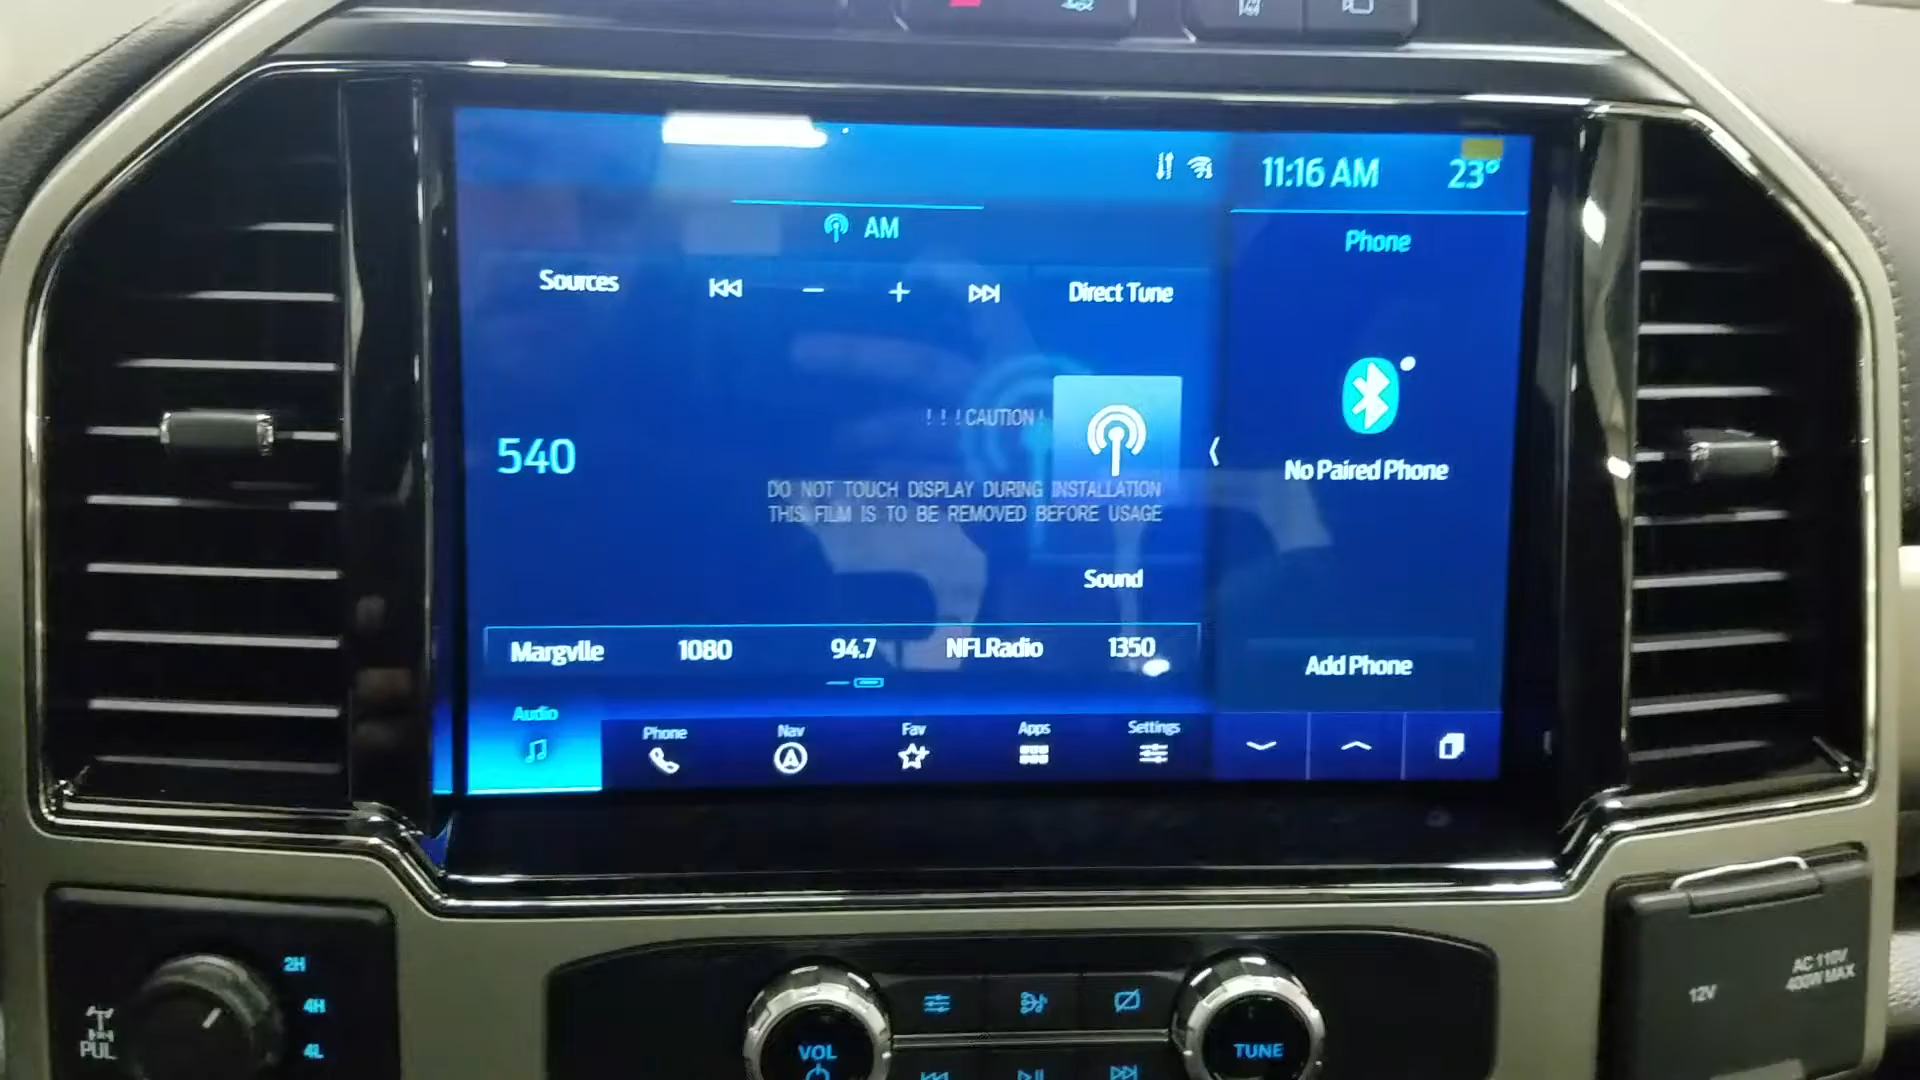 11:16 AM 23°
AM
Phone
Sources
Direct Tune
! ! ! CAUTION !
540
No Paired Phone
DO NOT TOUCH DISPLAY DURING INSTALLATION
THIS FILM IS TO BE REMOVED BEFORE USAGE
Sound
Margvlle 1080 94.7 NFLRadio 1350
Add Phone
Audio Phone Nav Fav Apps Settings
2H
4H
4L
PUL
VOL
TUNE
12V
AC 110V
400W MAX